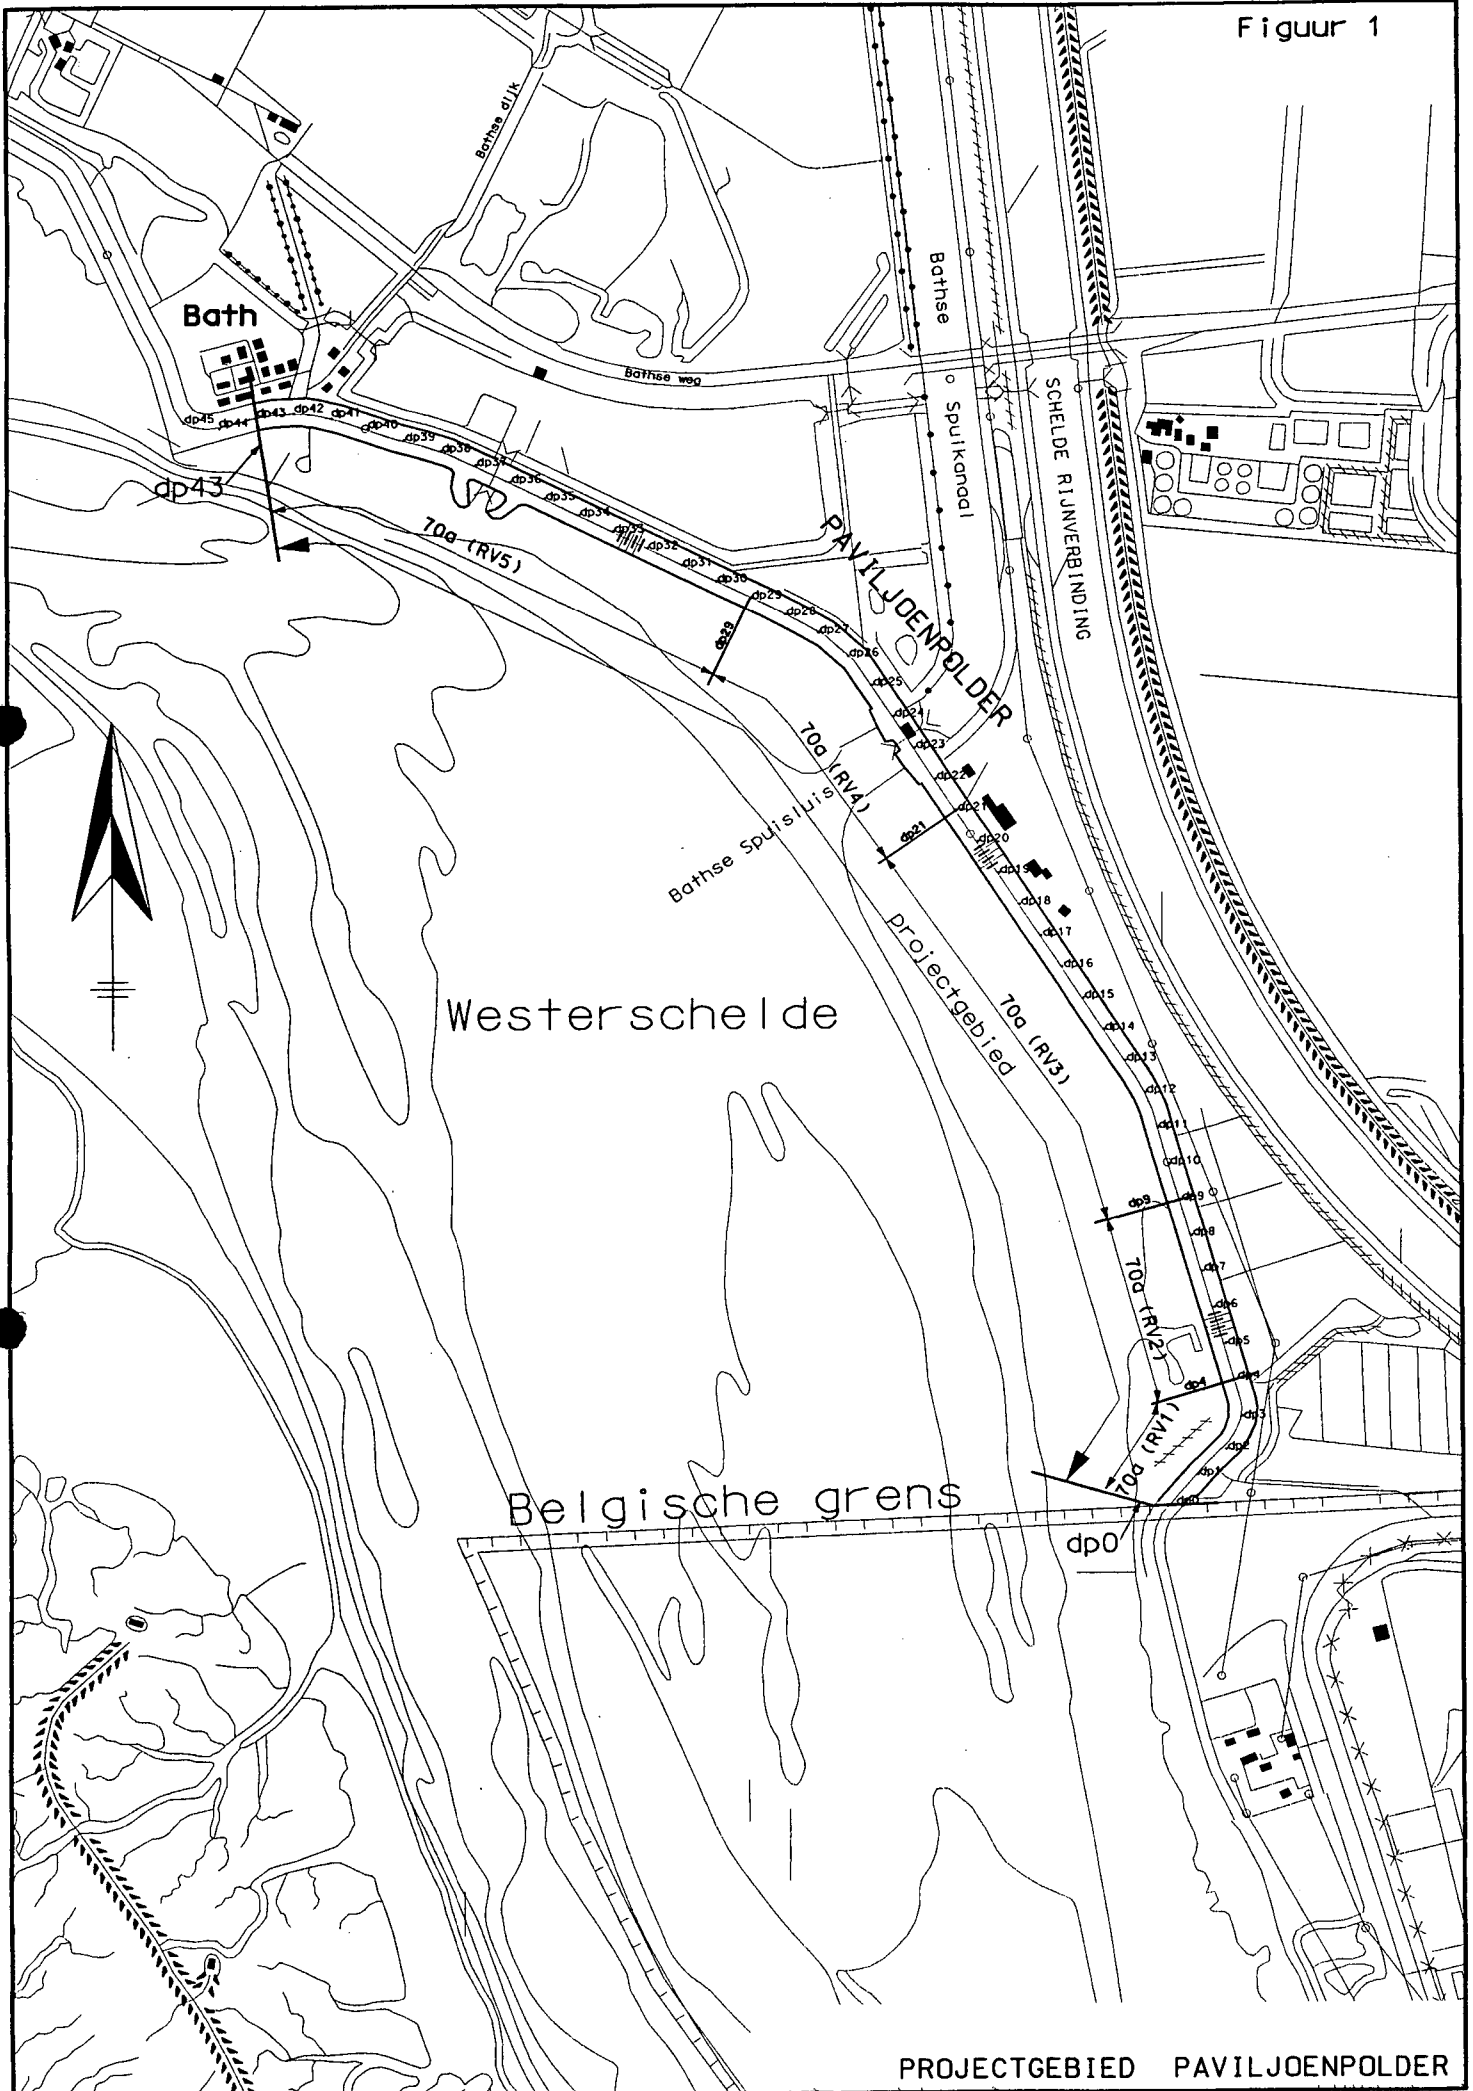 Figuur 1
Bathse dijk
Bath
Bathse
Bathse weg
Spuikanaal
SCHELDE RIJNVERBINDING
dp45
dp44
dp43
dp42
dp41
dp40
dp39
dp38
dp37
dp36
dp35
dp34
dp33
dp32
dp31
dp30
dp29
dp28
dp27
dp26
dp25
dp24
dp23
dp22
dp21
dp20
dp19
dp18
dp17
dp16
dp15
dp14
dp13
dp12
dp11
dp10
dp9
dp8
dp7
dp6
dp5
dp4
dp3
dp2
dp1
dp0
dp43
70a (RV5)
PAVILJOENPOLDER
dp29
70a (RV4)
Bathse Spuisluis
dp21
projectgebied
70a (RV3)
Westerschelde
dp9
70a (RV2)
dp4
70a (RV1)
Belgische grens
dp0
PROJECTGEBIED PAVILJOENPOLDER